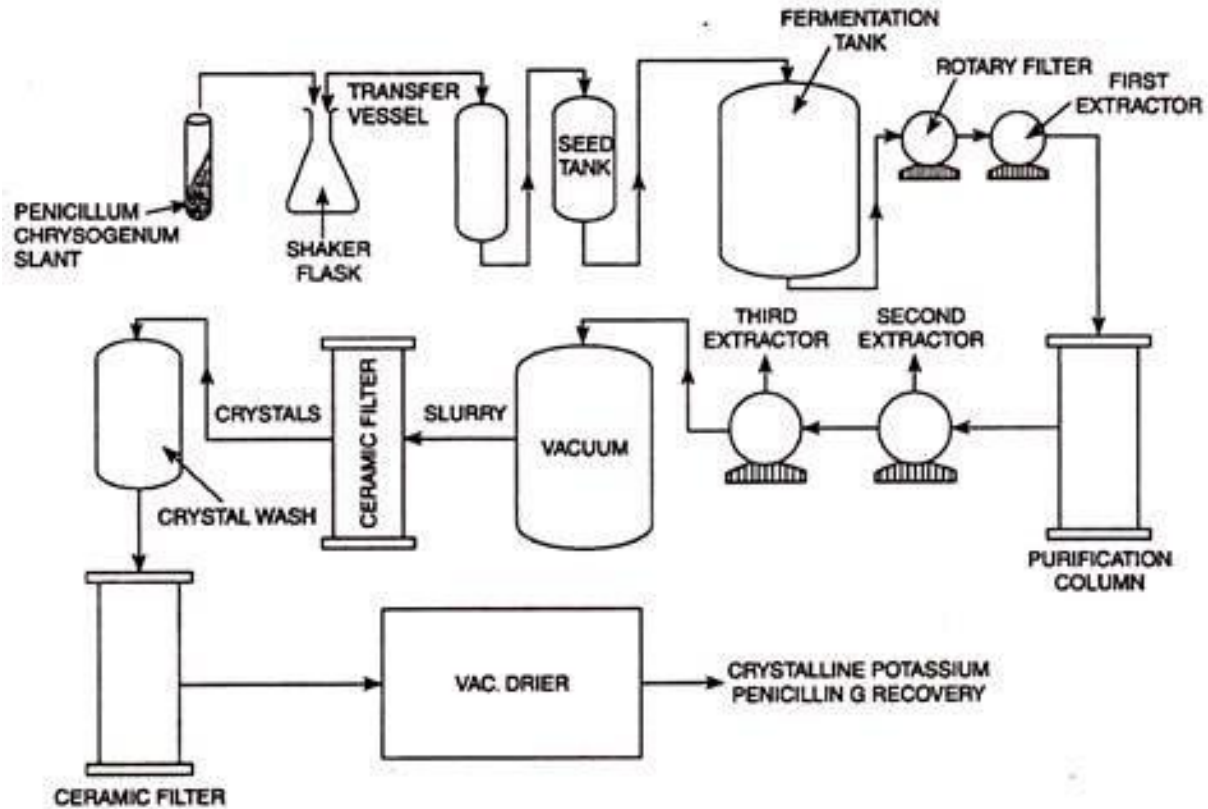 FERMENTATION
TANK
ROTARY FILTER
FIRST
EXTRACTOR
TRANSFER
VESSEL
SEED
TANK
PENICILLUM
CHRYSOGENUM
SLANT
SHAKER
FLASK
THIRD
EXTRACTOR
SECOND
EXTRACTOR
CRYSTALS
CERAMIC FILTER
SLURRY
VACUUM
CRYSTAL WASH
PURIFICATION
COLUMN
VAC. DRIER
CRYSTALLINE POTASSIUM
PENICILLIN G RECOVERY
CERAMIC FILTER